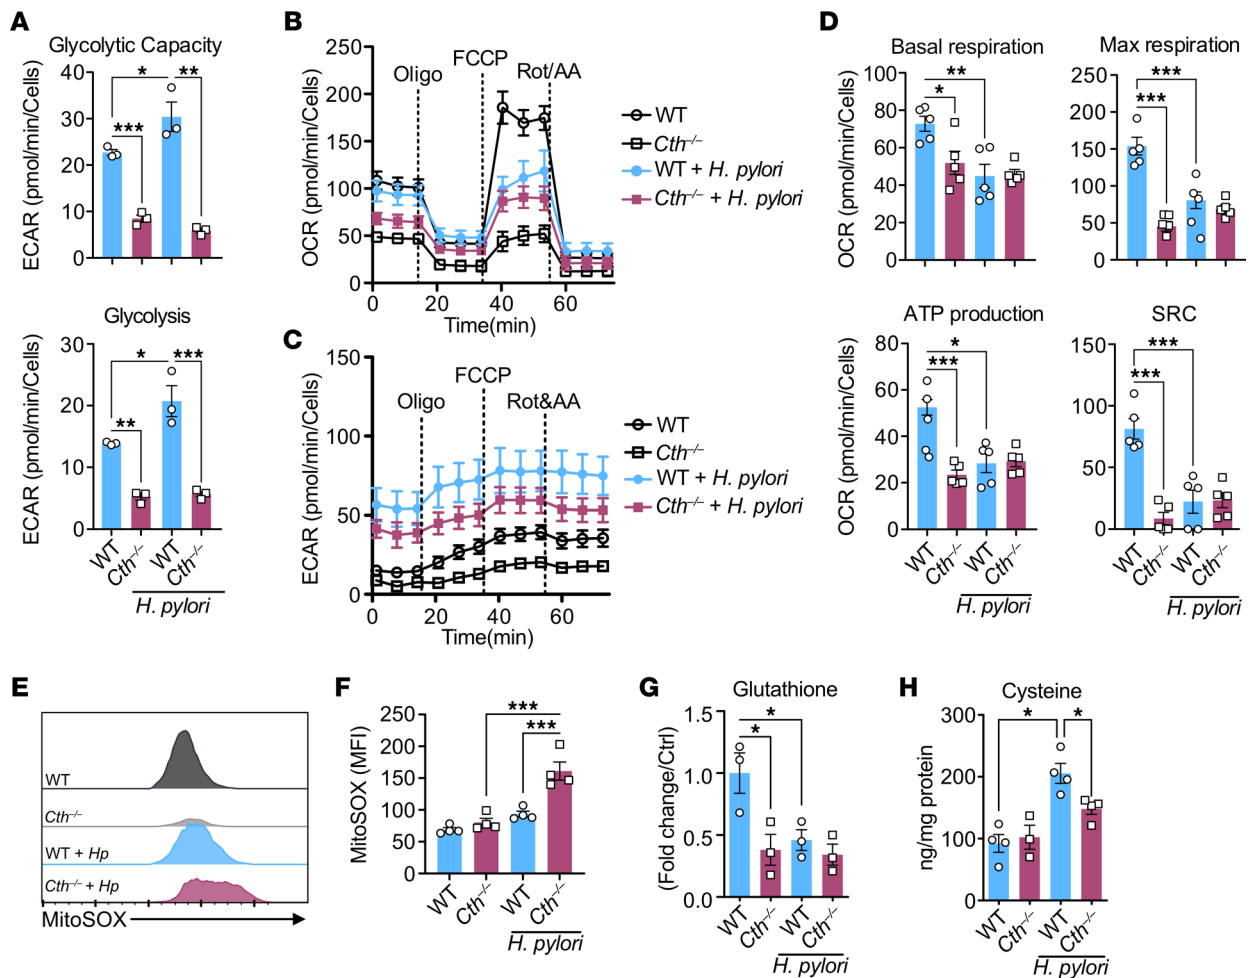 A
Glycolytic Capacity
ECAR (pmol/min/Cells)
40
30
20
10
0
*
**
***
Glycolysis
ECAR (pmol/min/Cells)
30
20
10
0
*
***
**
WT
Cth–/–
WT
Cth–/–
H. pylori
B
OCR (pmol/min/Cells)
250
200
150
100
50
0
Oligo
FCCP
Rot/AA
0
20
40
60
Time(min)
WT
Cth–/–
WT + H. pylori
Cth–/– + H. pylori
C
ECAR (pmol/min/Cells)
150
100
50
0
Oligo
FCCP
Rot&AA
0
20
40
60
Time(min)
WT
Cth–/–
WT + H. pylori
Cth–/– + H. pylori
D
Basal respiration
OCR (pmol/min/Cells)
100
80
60
40
20
0
**
*
Max respiration
250
200
150
100
50
0
***
***
ATP production
OCR (pmol/min/Cells)
80
60
40
20
0
*
***
WT
Cth–/–
WT
Cth–/–
H. pylori
SRC
150
100
50
0
***
***
WT
Cth–/–
WT
Cth–/–
H. pylori
E
WT
Cth–/–
WT + Hp
Cth–/– + Hp
MitoSOX
F
MitoSOX (MFI)
250
200
150
100
50
0
***
***
WT
Cth–/–
WT
Cth–/–
H. pylori
G
Glutathione
(Fold change/Ctrl)
1.5
1.0
0.5
0.0
*
*
WT
Cth–/–
WT
Cth–/–
H. pylori
H
Cysteine
ng/mg protein
300
200
100
0
*
*
WT
Cth–/–
WT
Cth–/–
H. pylori